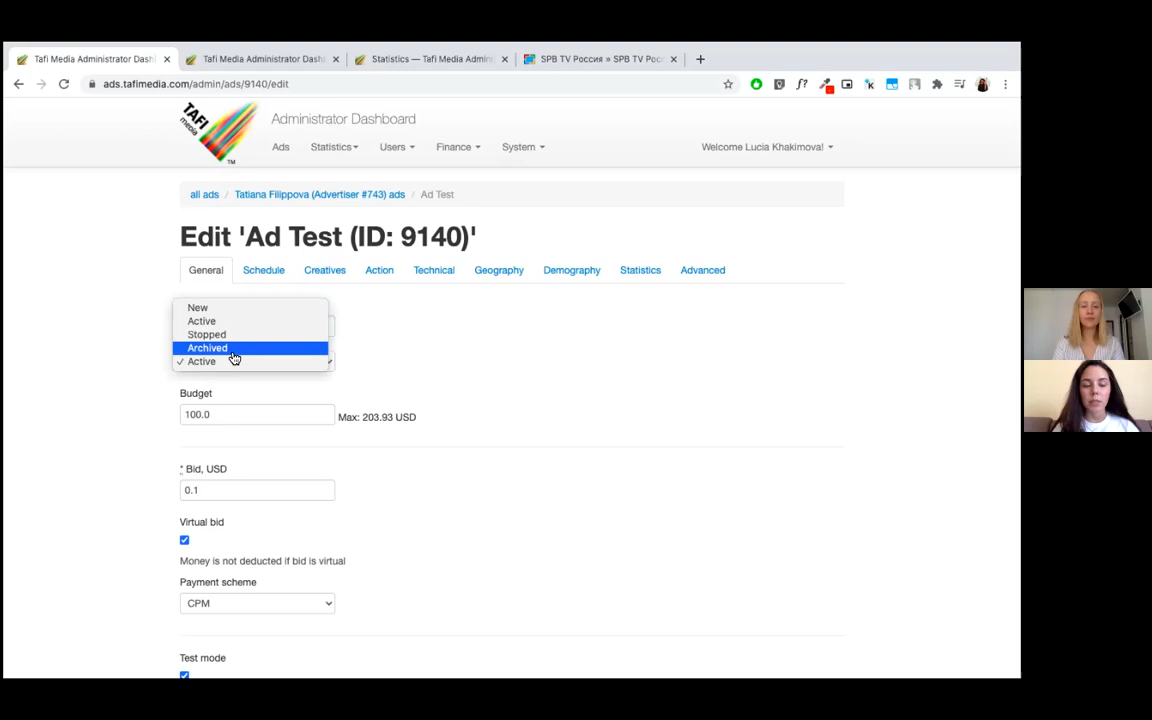 Tafi Media Administrator Dash
Tafi Media Administrator Dash
Statistics — Tafi Media Admin
SPB TV Россия » SPB TV Рос
ads.tafimedia.com/admin/ads/9140/edit
TAFI
media
TM
Administrator Dashboard
Ads
Statistics
Users
Finance
System
Welcome Lucia Khakimova!
all ads / Tatiana Filippova (Advertiser #743) ads / Ad Test
Edit 'Ad Test (ID: 9140)'
General
Schedule
Creatives
Action
Technical
Geography
Demography
Statistics
Advanced
New
Active
Stopped
Archived
✓ Active
Budget
100.0
Max: 203.93 USD
* Bid, USD
0.1
Virtual bid
Money is not deducted if bid is virtual
Payment scheme
CPM
Test mode